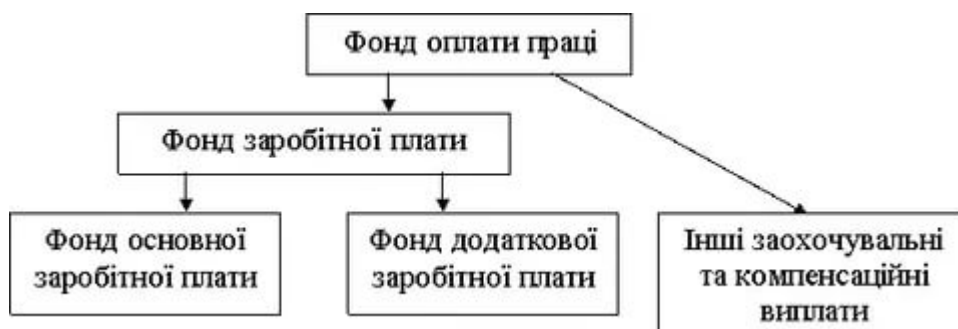 Фонд оплати праці
Фонд заробітної плати
Фонд основної
заробітної плати
Фонд додаткової
заробітної плати
Інші заохочувальні
та компенсаційні
виплати